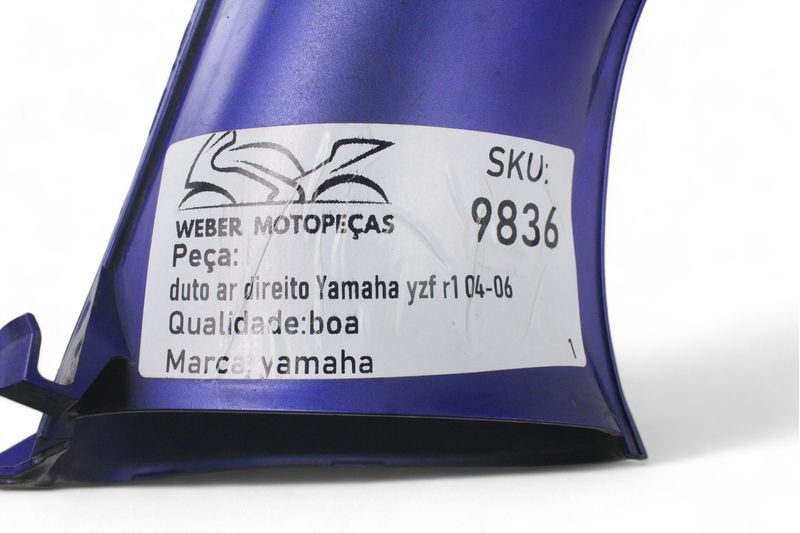 WEBER MOTOPEÇAS
SKU:
9836
Peça:
duto ar direito Yamaha yzf r1 04-06
Qualidade:boa
Marca: yamaha
1